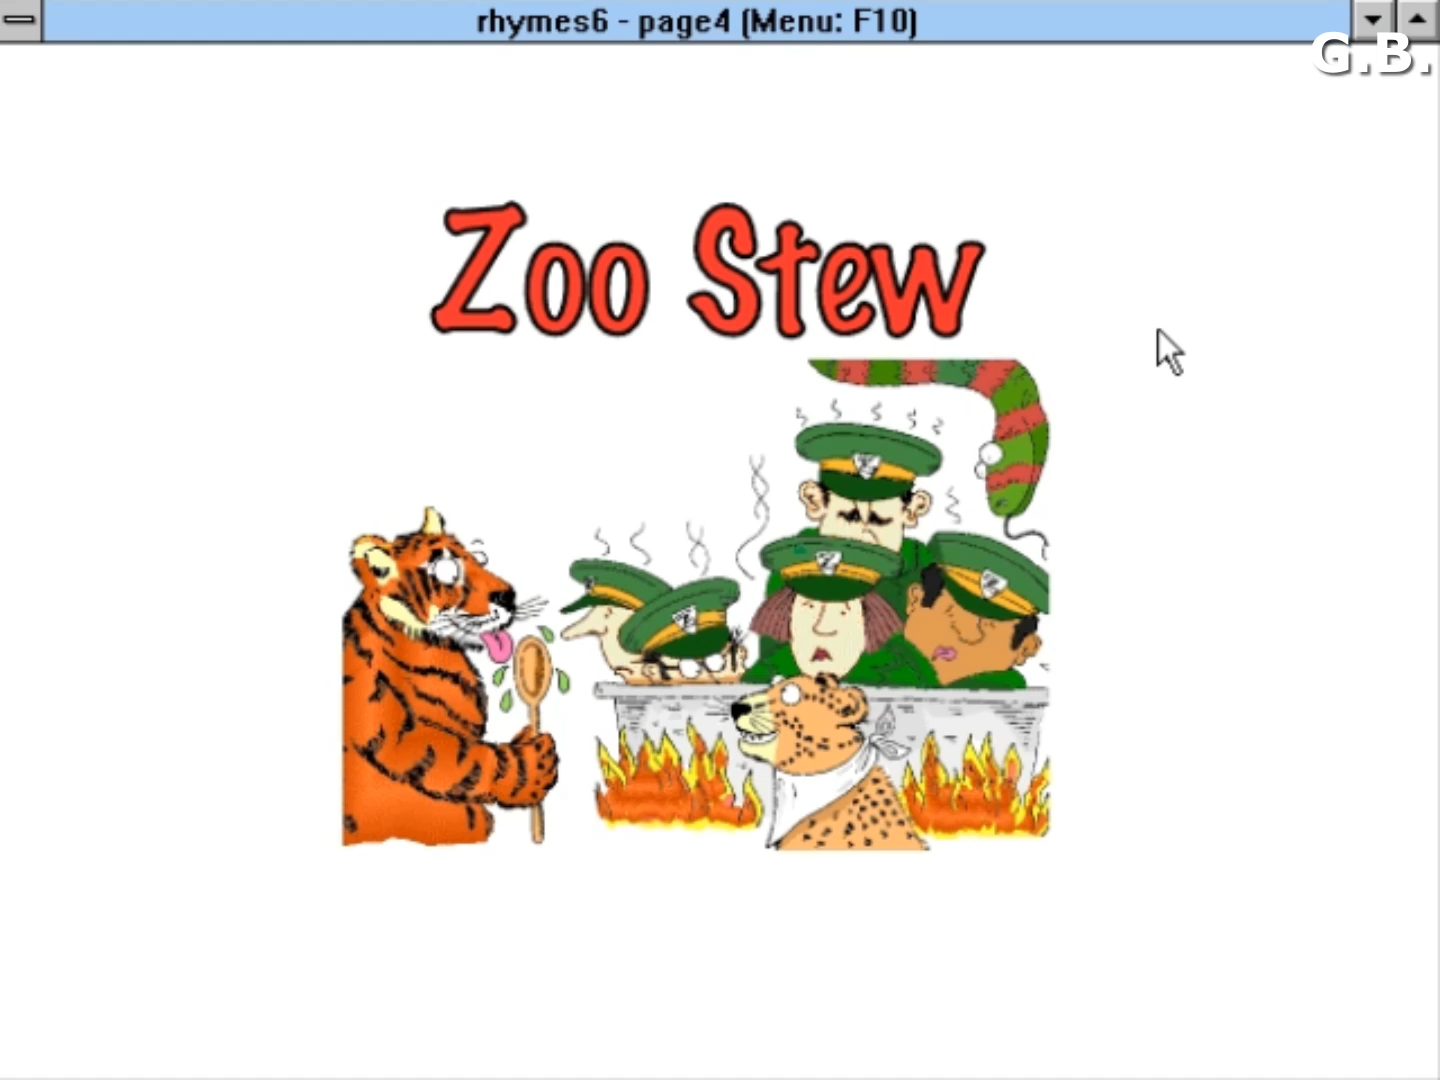 rhymes6 - page4 (Menu: F10)
G.B.
Zoo Stew
Z
Z